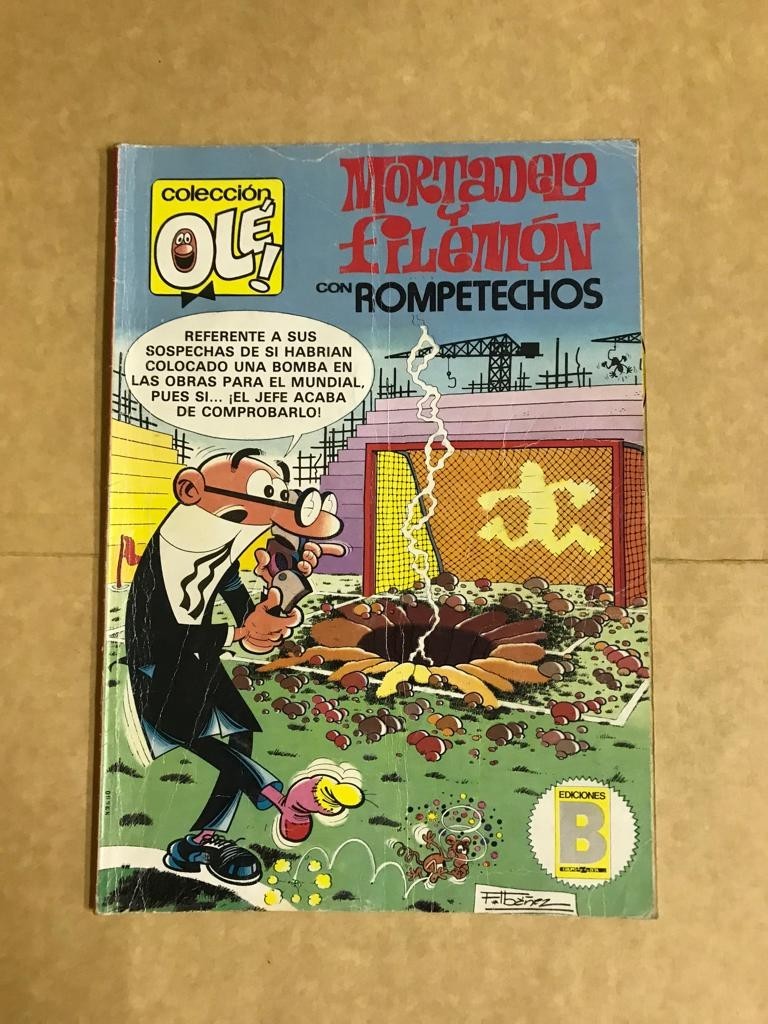 colección
OLÉ!
MORTADELO
Y
FILEMÓN
CON ROMPETECHOS
REFERENTE A SUS
SOSPECHAS DE SI HABRIAN
COLOCADO UNA BOMBA EN
LAS OBRAS PARA EL MUNDIAL,
PUES SI... ¡EL JEFE ACABA
DE COMPROBARLO!
EDICIONES
B
F. Ibáñez